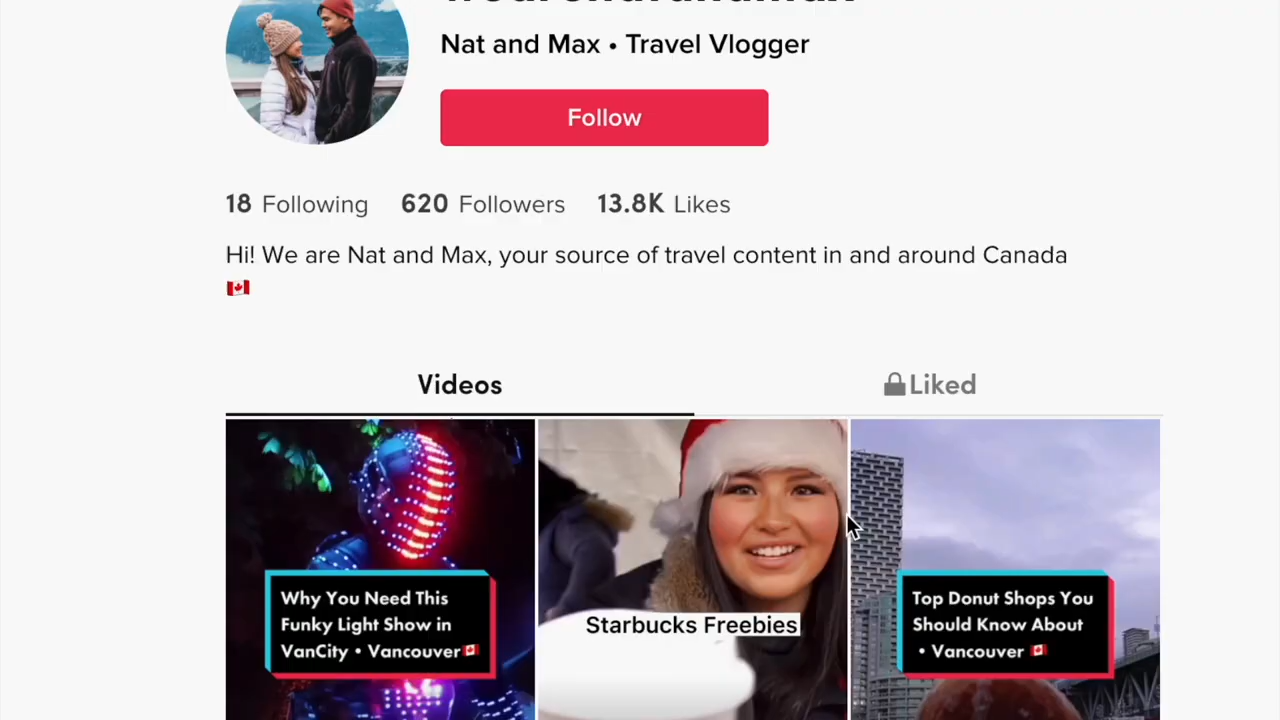 Nat and Max • Travel Vlogger
Follow
18 Following 620 Followers 13.8K Likes
Hi! We are Nat and Max, your source of travel content in and around Canada
🇨🇦
Videos
Liked
Why You Need This
Funky Light Show in
VanCity • Vancouver🇨🇦
Starbucks Freebies
Top Donut Shops You
Should Know About
• Vancouver 🇨🇦